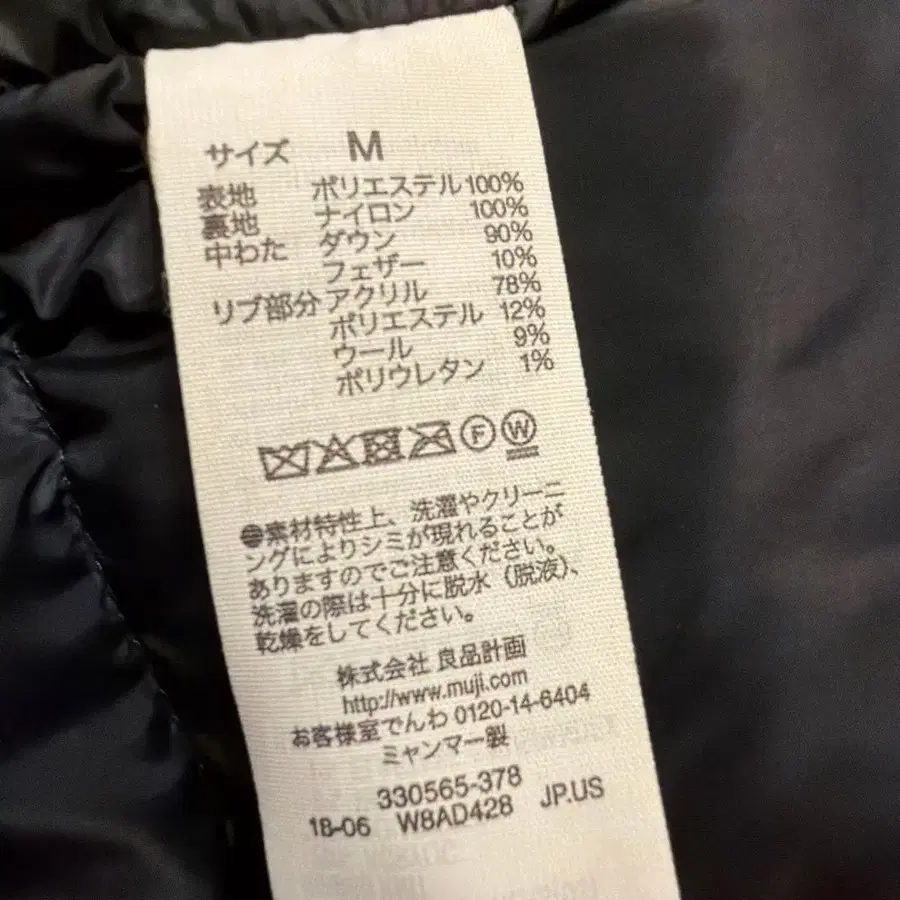 サイズ M
表地 ポリエステル 100%
裏地 ナイロン 100%
中わた ダウン 90%
フェザー 10%
リブ部分 アクリル 78%
ポリエステル 12%
ウール 9%
ポリウレタン 1%
F W
㊁素材特性上、洗濯やクリーニ
ングによりシミが現れることが
ありますのでご注意ください。
洗濯の際は十分に脱水（脱液）、
乾燥をしてください。
株式会社 良品計画
http://www.muji.com
お客様室でんわ 0120-14-6404
ミャンマー製
330565-378
18-06 W8AD428 JP.US